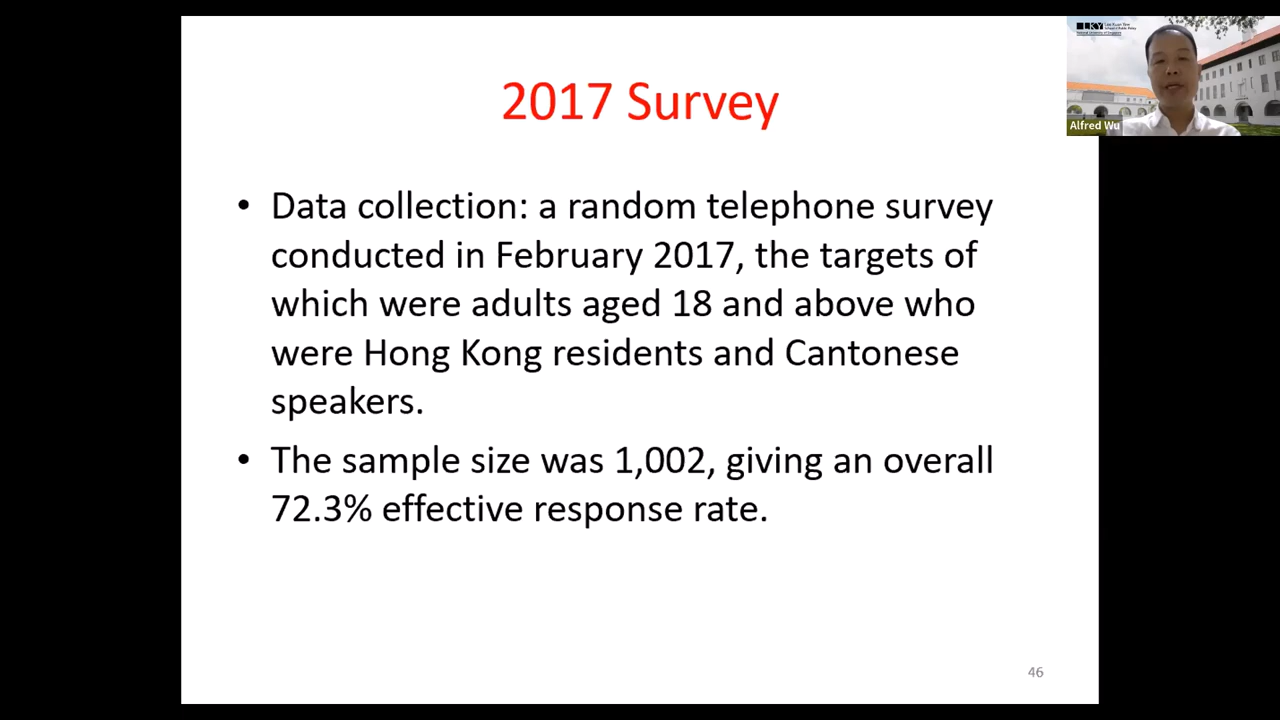 2017 Survey
• Data collection: a random telephone survey
conducted in February 2017, the targets of
which were adults aged 18 and above who
were Hong Kong residents and Cantonese
speakers.
• The sample size was 1,002, giving an overall
72.3% effective response rate.
46
LKY
Alfred Wu